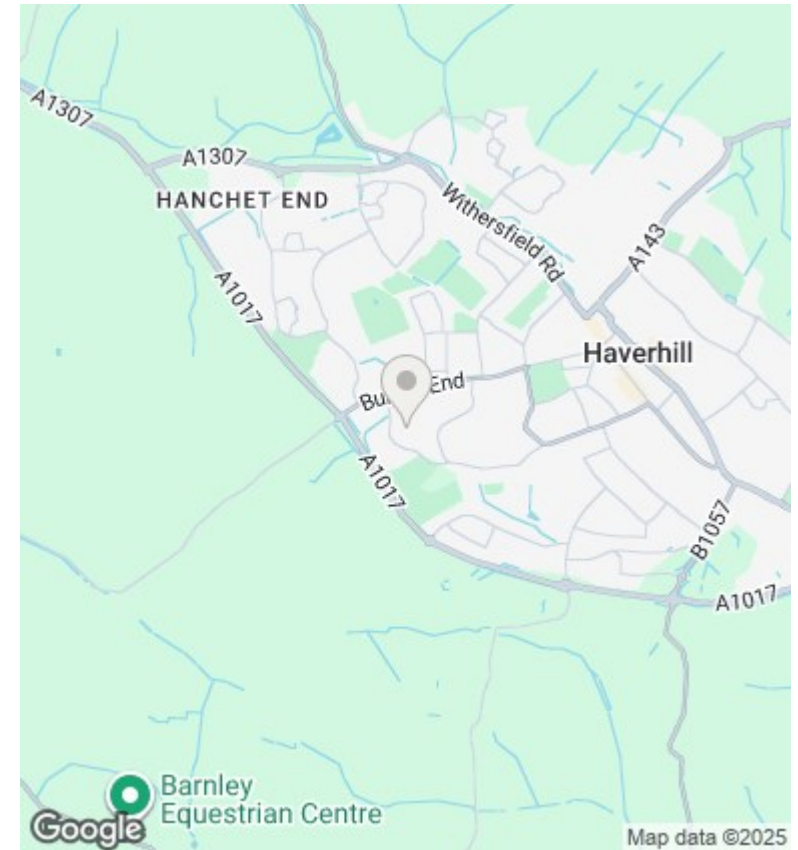 A1307
A1307
HANCHET END
Withersfield Rd
A143
A1017
Haverhill
End
A1017
B1057
A1017
Barnley
Equestrian Centre
Google
Map data ©2025